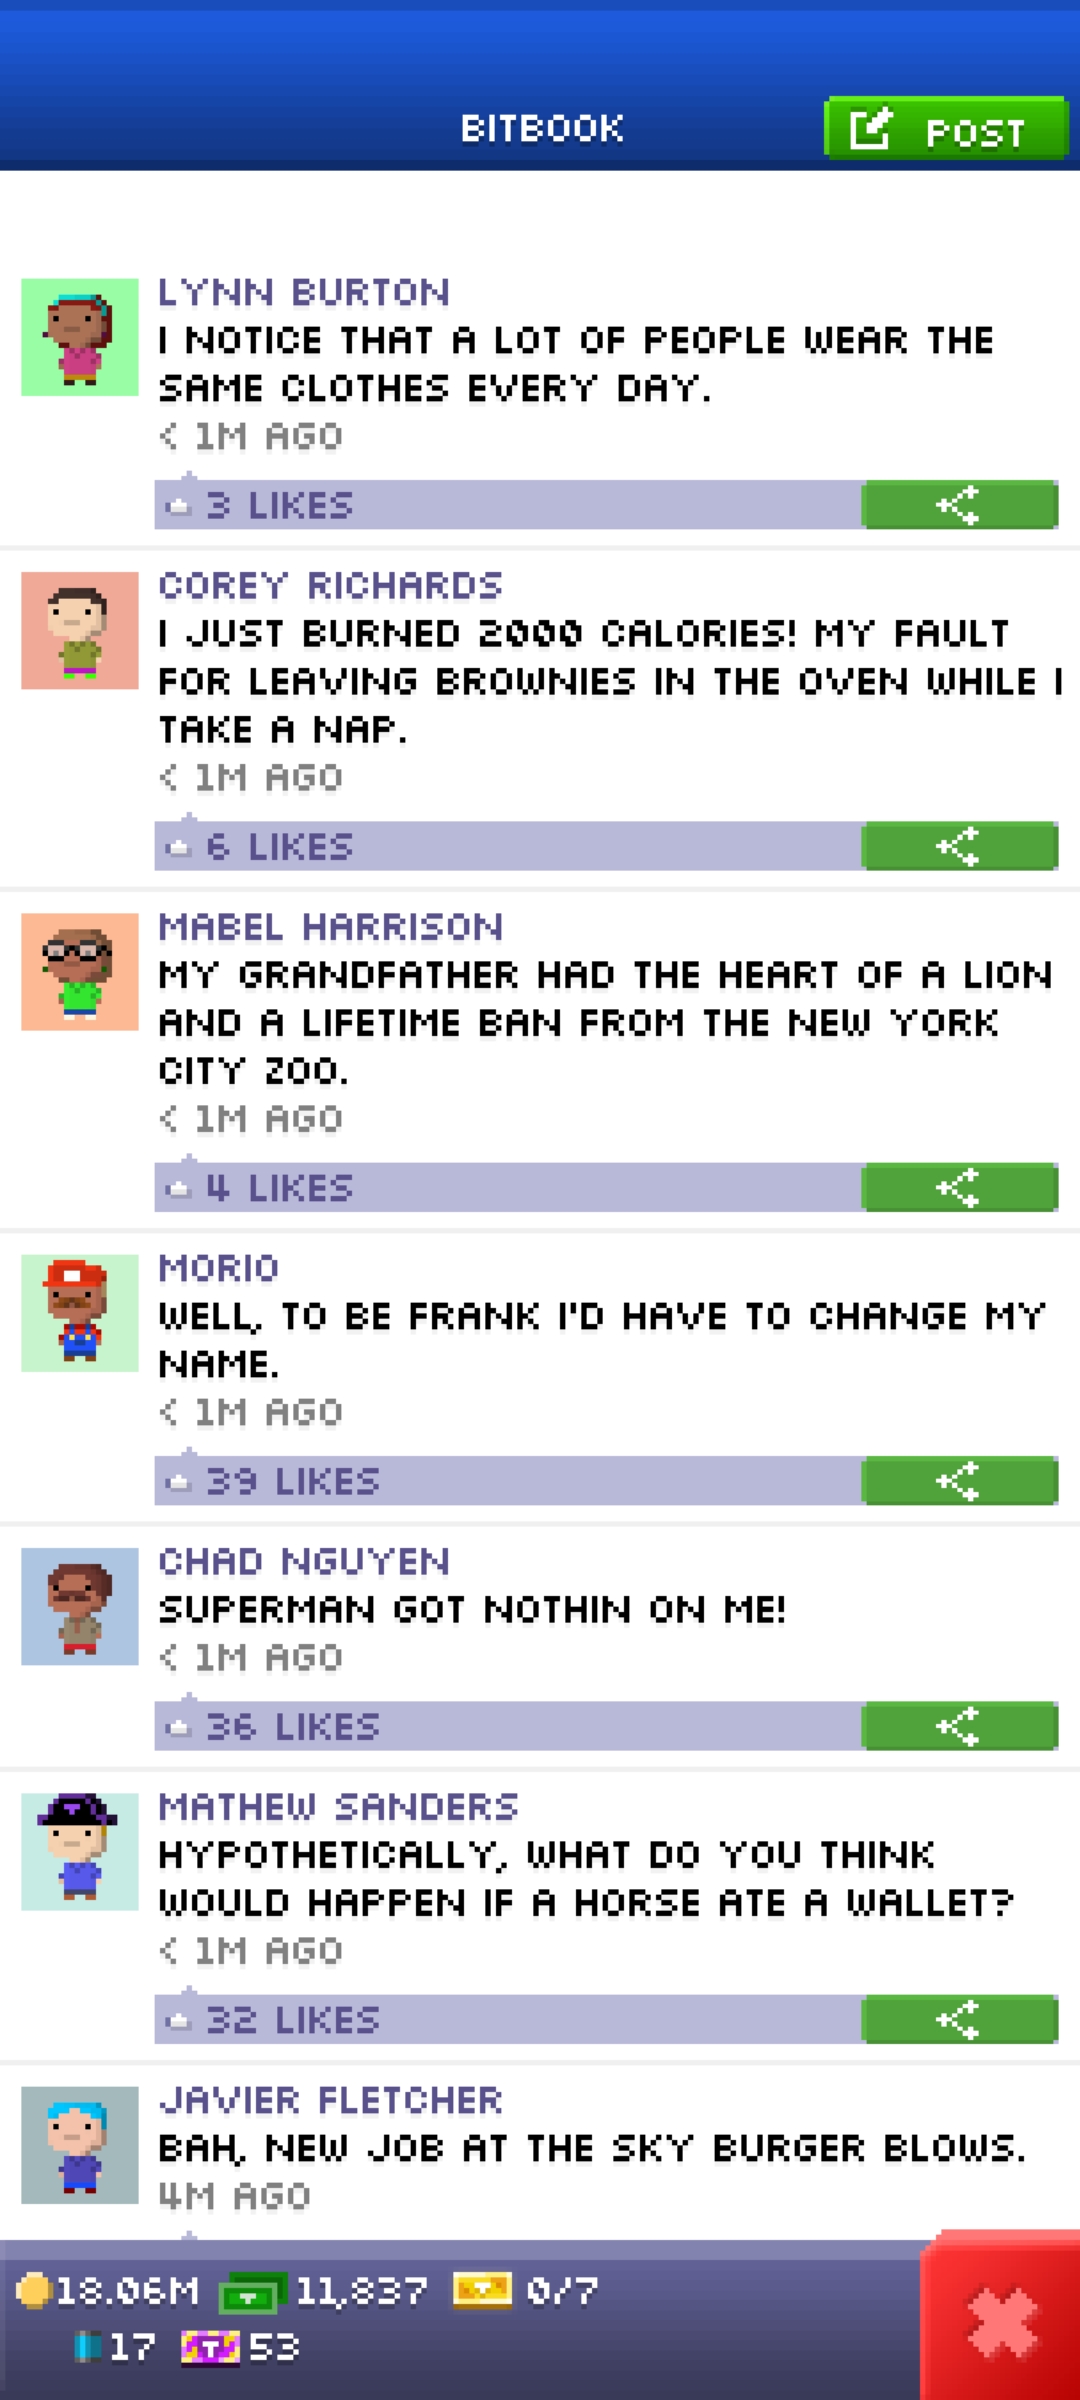 BITBOOK
POST
LYNN BURTON
I NOTICE THAT A LOT OF PEOPLE WEAR THE
SAME CLOTHES EVERY DAY.
< 1M AGO
3 LIKES
COREY RICHARDS
I JUST BURNED 2000 CALORIES! MY FAULT
FOR LEAVING BROWNIES IN THE OVEN WHILE I
TAKE A NAP.
< 1M AGO
6 LIKES
MABEL HARRISON
MY GRANDFATHER HAD THE HEART OF A LION
AND A LIFETIME BAN FROM THE NEW YORK
CITY ZOO.
< 1M AGO
4 LIKES
MORIO
WELL, TO BE FRANK I'D HAVE TO CHANGE MY
NAME.
< 1M AGO
39 LIKES
CHAD NGUYEN
SUPERMAN GOT NOTHIN ON ME!
< 1M AGO
36 LIKES
MATHEW SANDERS
HYPOTHETICALLY, WHAT DO YOU THINK
WOULD HAPPEN IF A HORSE ATE A WALLET?
< 1M AGO
32 LIKES
JAVIER FLETCHER
BAH, NEW JOB AT THE SKY BURGER BLOWS.
4M AGO
18.06M 11,837 0/7
17 53